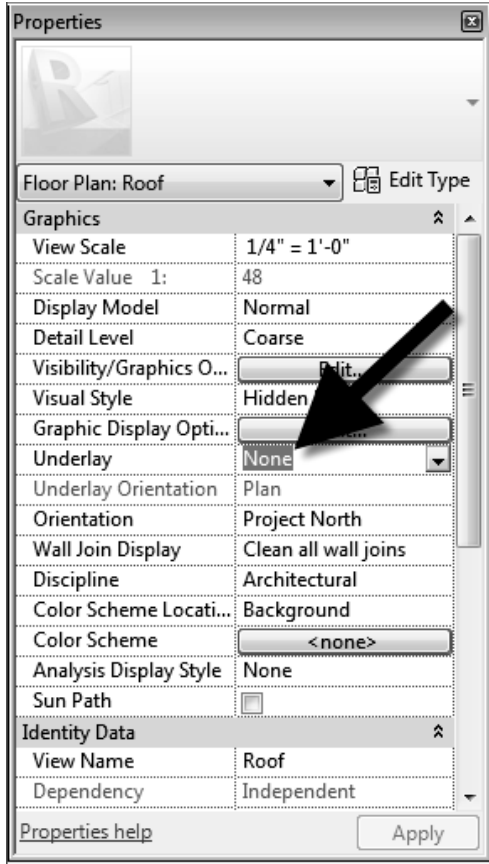 Properties
Floor Plan: Roof Edit Type
Graphics
View Scale 1/4" = 1'-0"
Scale Value 1: 48
Display Model Normal
Detail Level Coarse
Visibility/Graphics O... Edit...
Visual Style Hidden
Graphic Display Opti...
Underlay None
Underlay Orientation Plan
Orientation Project North
Wall Join Display Clean all wall joins
Discipline Architectural
Color Scheme Locati... Background
Color Scheme <none>
Analysis Display Style None
Sun Path
Identity Data
View Name Roof
Dependency Independent
Properties help Apply